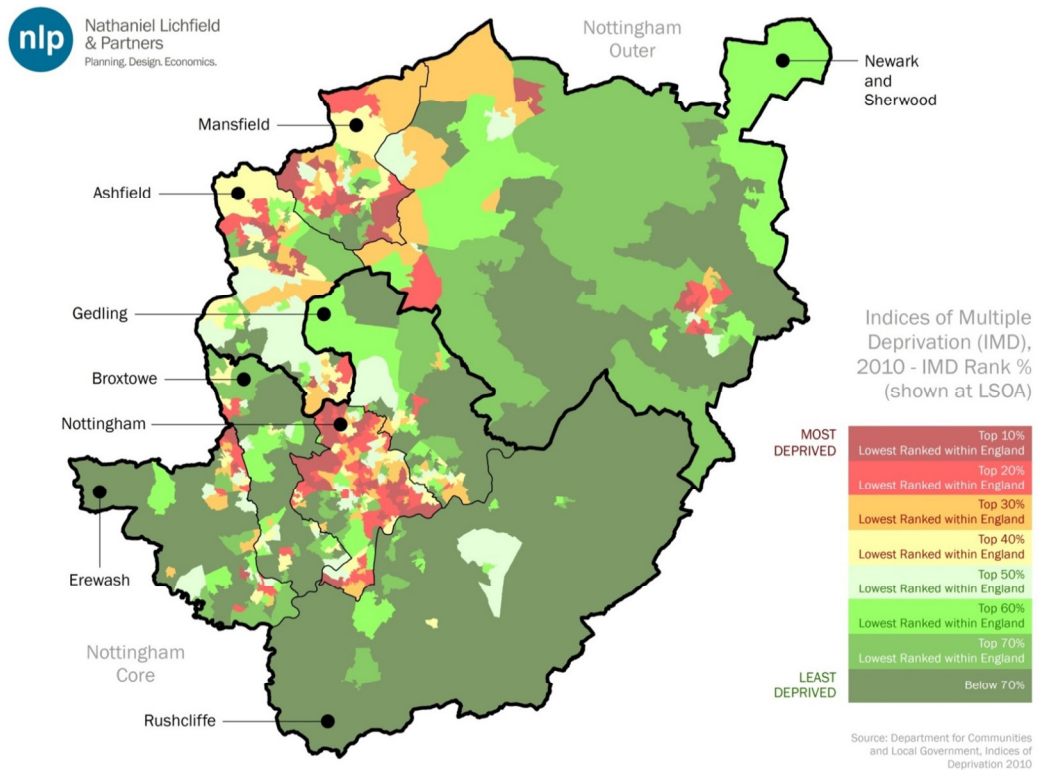 nlp
Nathaniel Lichfield
& Partners
Planning. Design. Economics.
Nottingham
Outer
Newark
and
Sherwood
Mansfield
Ashfield
Gedling
Broxtowe
Nottingham
Erewash
Nottingham
Core
Rushcliffe
Indices of Multiple
Deprivation (IMD),
2010 - IMD Rank %
(shown at LSOA)
MOST
DEPRIVED
Top 10%
Lowest Ranked within England
Top 20%
Lowest Ranked within England
Top 30%
Lowest Ranked within England
Top 40%
Lowest Ranked within England
Top 50%
Lowest Ranked within England
Top 60%
Lowest Ranked within England
Top 70%
Lowest Ranked within England
LEAST
DEPRIVED
Below 70%
Source: Department for Communities
and Local Government, Indices of
Deprivation 2010